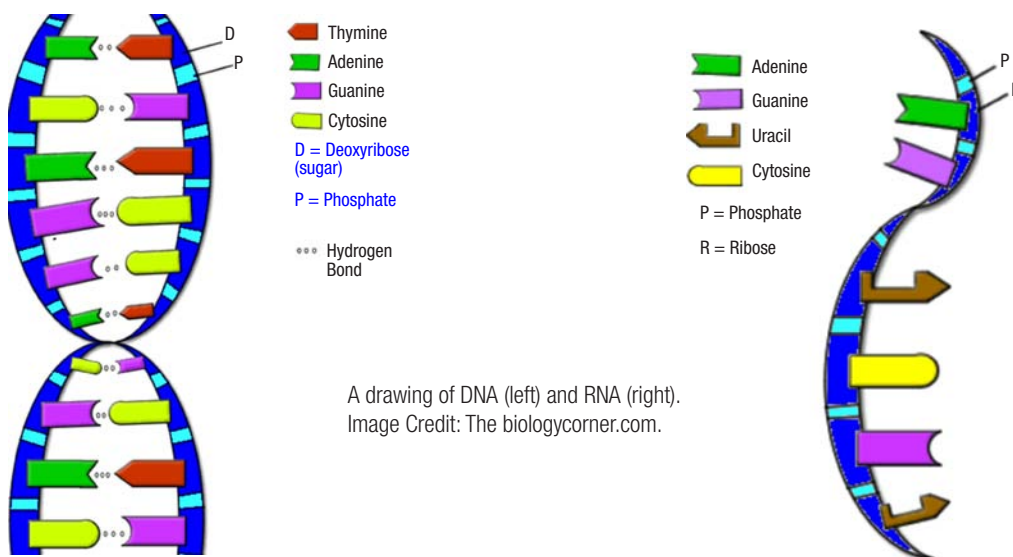 D
P
Thymine
Adenine
Guanine
Cytosine
D = Deoxyribose
(sugar)
P = Phosphate
Hydrogen
Bond
A drawing of DNA (left) and RNA (right).
Image Credit: The biologycorner.com.
Adenine
Guanine
Uracil
Cytosine
P = Phosphate
R = Ribose
P